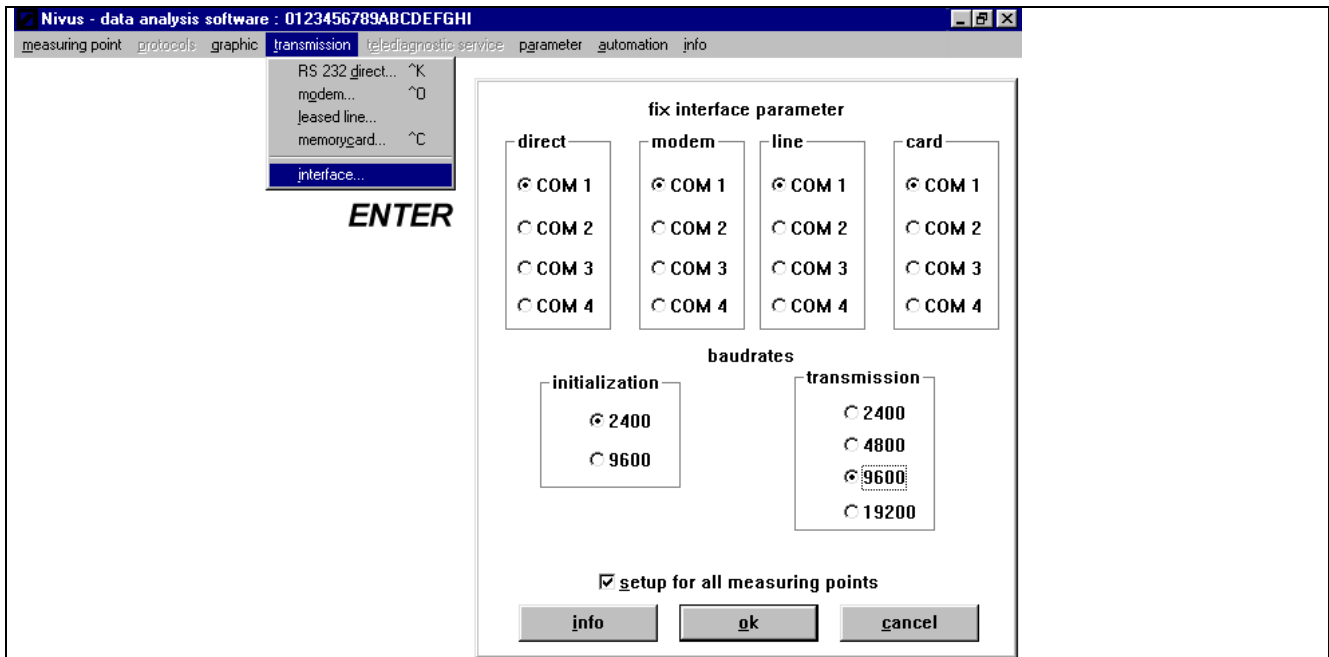 Nivus - data analysis software : 0123456789ABCDEFGHI
measuring point protocols graphic transmission telediagnostic service parameter automation info
RS 232 direct... ^K
modem... ^O
leased line...
memorycard... ^C
interface...
ENTER
fix interface parameter
direct modem line card
COM 1 COM 1 COM 1 COM 1
COM 2 COM 2 COM 2 COM 2
COM 3 COM 3 COM 3 COM 3
COM 4 COM 4 COM 4 COM 4
baudrates
initialization
2400
9600
transmission
2400
4800
9600
19200
setup for all measuring points
info ok cancel